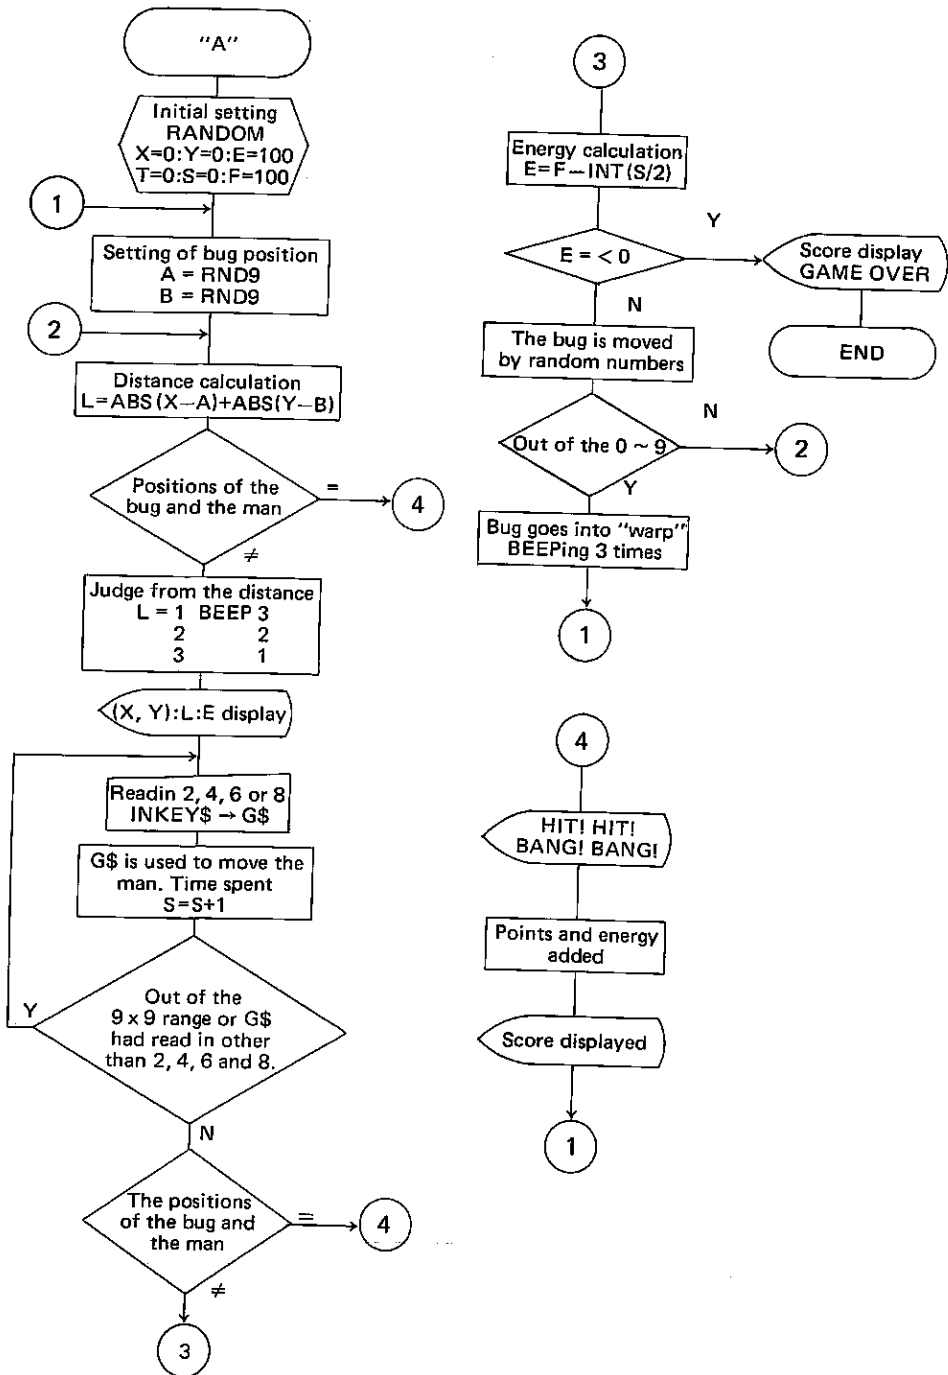 "A"
Initial setting
RANDOM
X=0:Y=0:E=100
T=0:S=0:F=100
1
Setting of bug position
A = RND9
B = RND9
2
Distance calculation
L=ABS(X—A)+ABS(Y—B)
Positions of the
bug and the man
=
4
≠
Judge from the distance
L = 1 BEEP 3
2 2
3 1
(X, Y):L:E display
Readin 2, 4, 6 or 8
INKEY$ → G$
G$ is used to move the
man. Time spent
S=S+1
Y
Out of the
9 x 9 range or G$
had read in other
than 2, 4, 6 and 8.
N
The positions
of the bug and
the man
=
4
≠
3
3
Energy calculation
E=F—INT(S/2)
Y
E = < 0
Score display
GAME OVER
N
END
The bug is moved
by random numbers
N
Out of the 0 ~ 9
2
Y
Bug goes into "warp"
BEEPing 3 times
1
4
HIT! HIT!
BANG! BANG!
Points and energy
added
Score displayed
1